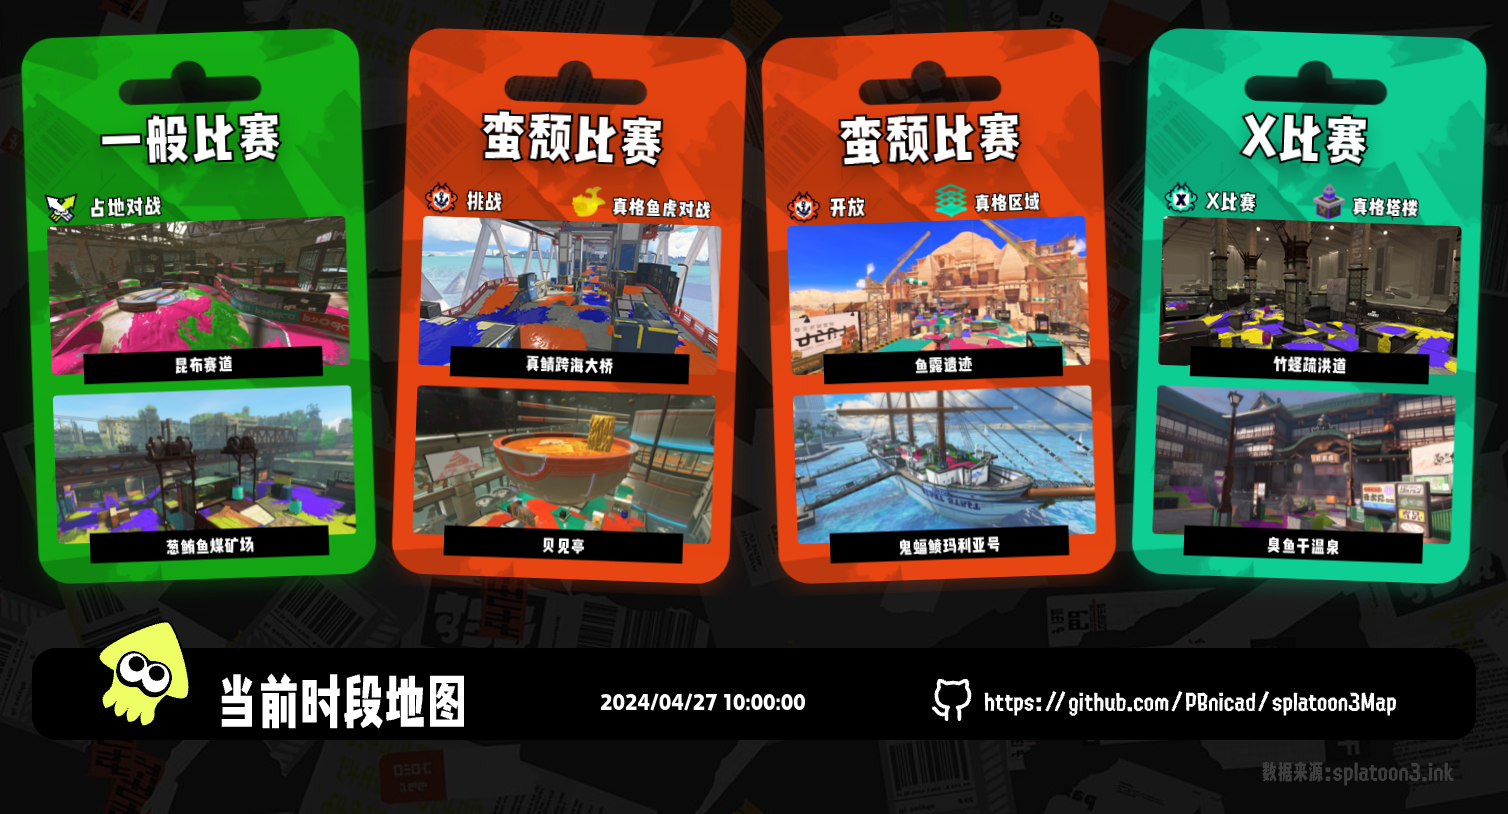 一般比赛
占地对战
昆布赛道
葱鲔鱼煤矿场
蛮颓比赛
挑战
真格鱼虎对战
真鲭跨海大桥
贝见亭
蛮颓比赛
开放
真格区域
鱼露遗迹
鬼蝠鲼玛利亚号
X比赛
X比赛
真格塔楼
竹蛏疏洪道
臭鱼干温泉
当前时段地图
2024/04/27 10:00:00
https://github.com/PBnicad/splatoon3Map
数据来源:splatoon3.ink